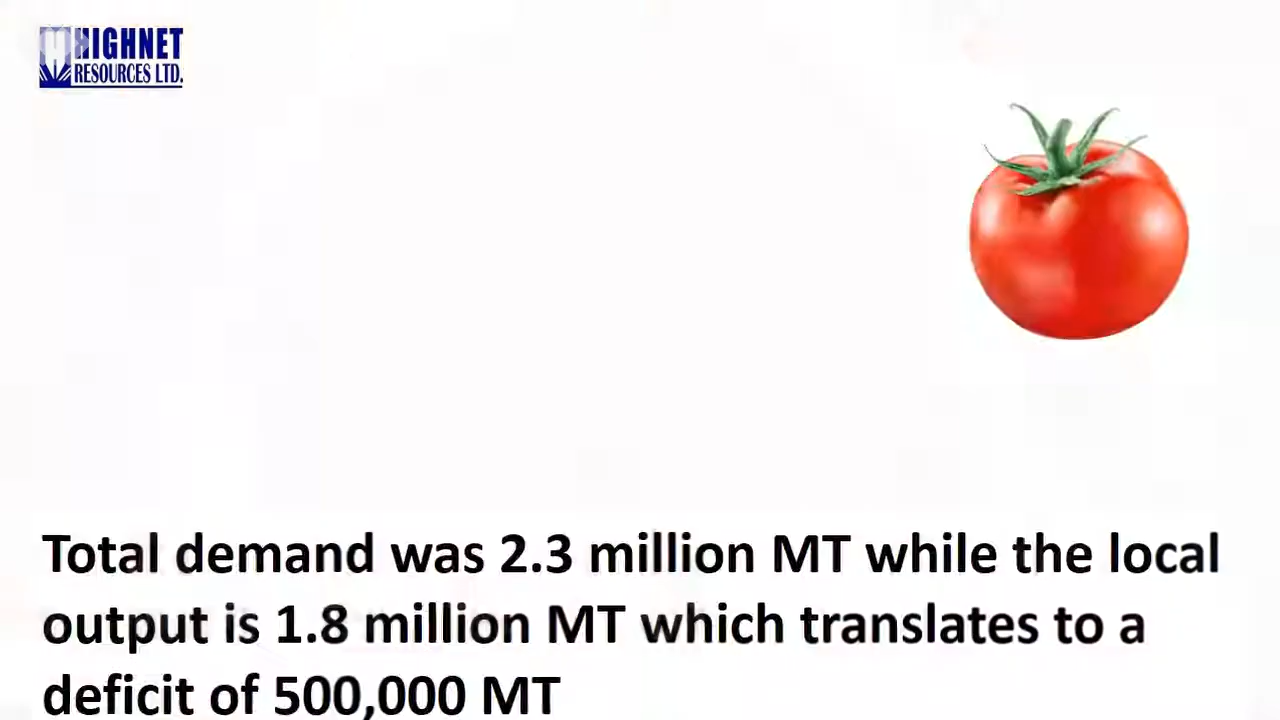 HIGHNET
RESOURCES LTD.
Total demand was 2.3 million MT while the local
output is 1.8 million MT which translates to a
deficit of 500,000 MT